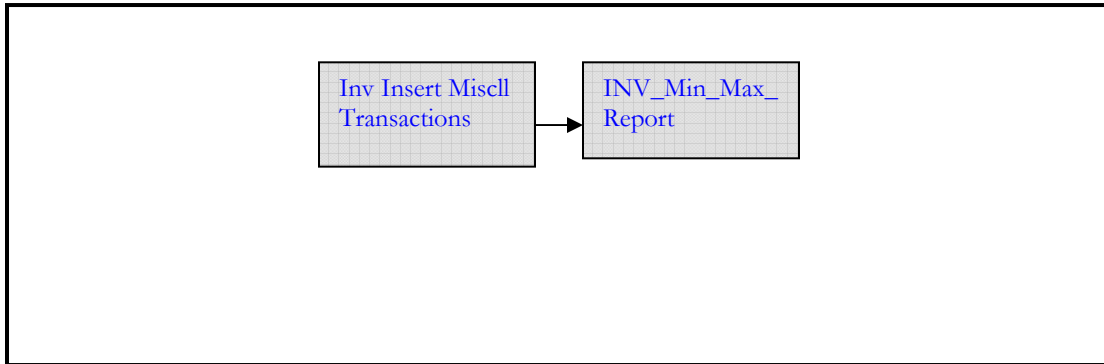 Inv Insert Miscll
Transactions
INV_Min_Max_
Report